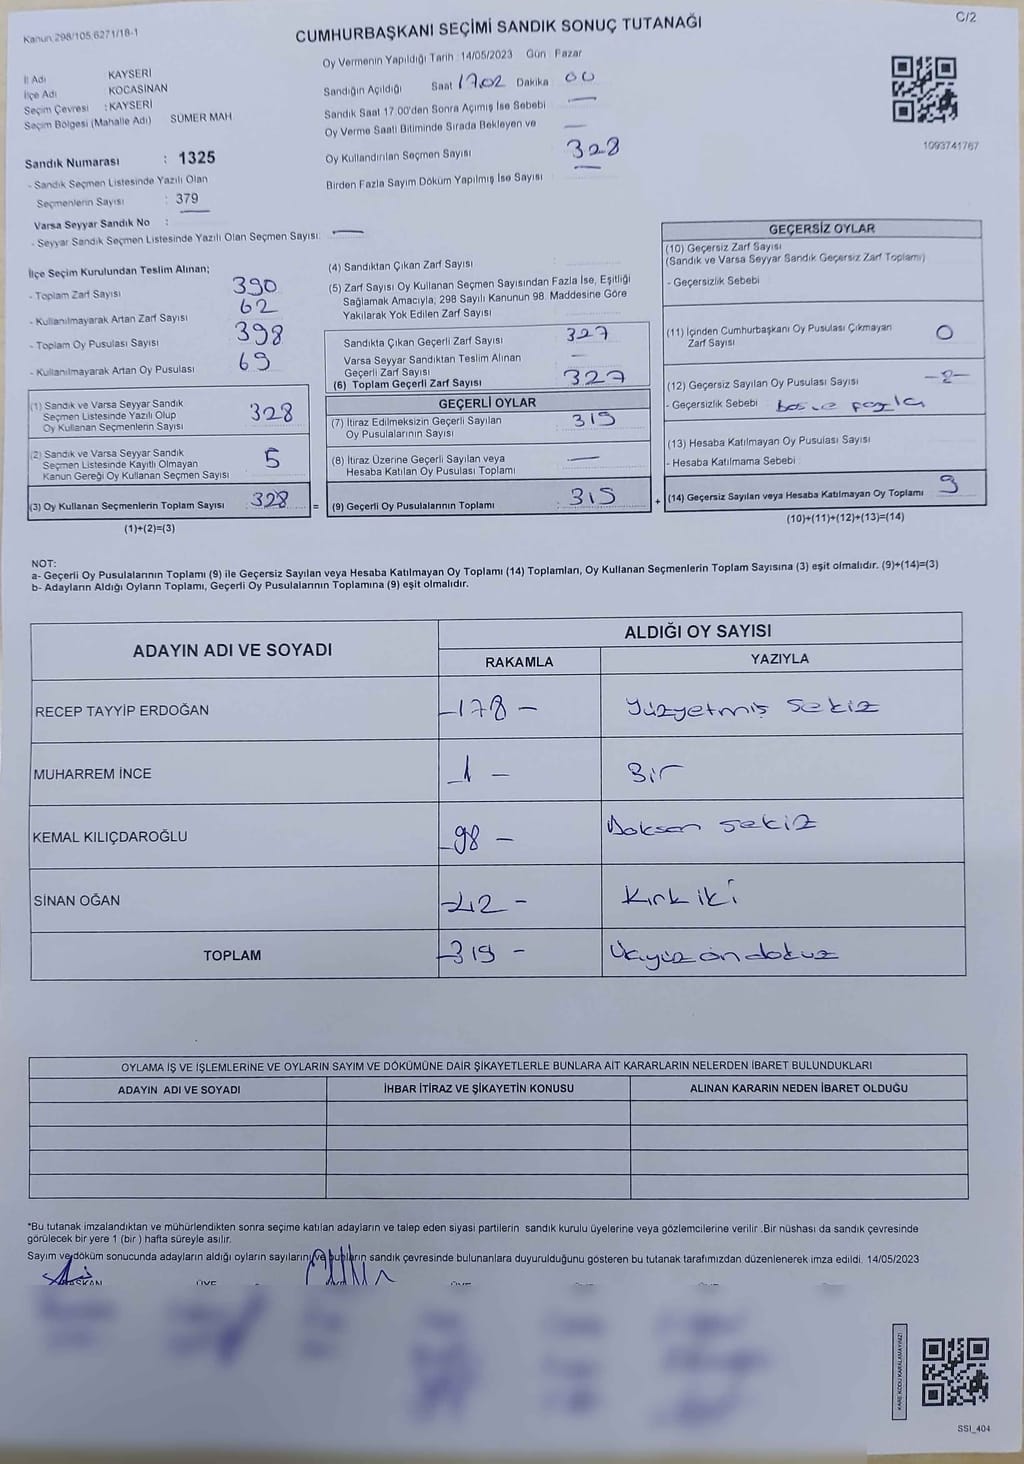 Kanun 298/105,6271/18-1
CUMHURBAŞKANI SEÇİMİ SANDIK SONUÇ TUTANAĞI
C/2
İl Adı KAYSERİ
İlçe Adı KOCASİNAN
Seçim Çevresi : KAYSERİ
Seçim Bölgesi (Mahalle Adı) SÜMER MAH
Sandık Numarası : 1325
- Sandık Seçmen Listesinde Yazılı Olan
Seçmenlerin Sayısı : 379
Varsa Seyyar Sandık No :
- Seyyar Sandık Seçmen Listesinde Yazılı Olan Seçmen Sayısı: —
Oy Vermenin Yapıldığı Tarih : 14/05/2023 Gün Pazar
Sandığın Açıldığı Saat 1702 Dakika 00
Sandık Saat 17:00'den Sonra Açımış İse Sebebi —
Oy Verme Saati Bitiminde Sırada Bekleyen ve —
Oy Kullandırılan Seçmen Sayısı 328
Birden Fazla Sayım Döküm Yapılmış İse Sayısı —
1093741767
İlçe Seçim Kurulundan Teslim Alınan;
- Toplam Zarf Sayısı 390
- Kullanılmayarak Artan Zarf Sayısı 62
- Toplam Oy Pusulası Sayısı 398
- Kullanılmayarak Artan Oy Pusulası 69
(1) Sandık ve Varsa Seyyar Sandık
Seçmen Listesinde Yazılı Olup
Oy Kullanan Seçmenlerin Sayısı 328
(2) Sandık ve Varsa Seyyar Sandık
Seçmen Listesinde Kayıtlı Olmayan
Kanun Gereği Oy Kullanan Seçmen Sayısı 5
(3) Oy Kullanan Seçmenlerin Toplam Sayısı 328 =
(1)+(2)=(3)
(4) Sandıktan Çıkan Zarf Sayısı
(5) Zarf Sayısı Oy Kullanan Seçmen Sayısından Fazla İse, Eşitliği
Sağlamak Amacıyla, 298 Sayılı Kanunun 98. Maddesine Göre
Yakılarak Yok Edilen Zarf Sayısı
Sandıkta Çıkan Geçerli Zarf Sayısı 327
Varsa Seyyar Sandıktan Teslim Alınan —
Geçerli Zarf Sayısı
(6) Toplam Geçerli Zarf Sayısı 327
GEÇERLİ OYLAR
(7) İtiraz Edilmeksizin Geçerli Sayılan
Oy Pusulalarının Sayısı 319
(8) İtiraz Üzerine Geçerli Sayılan veya —
Hesaba Katılan Oy Pusulası Toplamı
(9) Geçerli Oy Pusulalarının Toplamı : 319 +
GEÇERSİZ OYLAR
(10) Geçersiz Zarf Sayısı
(Sandık ve Varsa Seyyar Sandık Geçersiz Zarf Toplamı)
- Geçersizlik Sebebi
(11) İçinden Cumhurbaşkanı Oy Pusulası Çıkmayan
Zarf Sayısı 0
(12) Geçersiz Sayılan Oy Pusulası Sayısı
- Geçersizlik Sebebi
(13) Hesaba Katılmayan Oy Pusulası Sayısı
- Hesaba Katılmama Sebebi
(14) Geçersiz Sayılan veya Hesaba Katılmayan Oy Toplamı 9
(10)+(11)+(12)+(13)=(14)
NOT:
a- Geçerli Oy Pusulalarının Toplamı (9) ile Geçersiz Sayılan veya Hesaba Katılmayan Oy Toplamı (14) Toplamları, Oy Kullanan Seçmenlerin Toplam Sayısına (3) eşit olmalıdır. (9)+(14)=(3)
b- Adayların Aldığı Oyların Toplamı, Geçerli Oy Pusulalarının Toplamına (9) eşit olmalıdır.
ADAYIN ADI VE SOYADI
ALDIĞI OY SAYISI
RAKAMLA YAZIYLA
RECEP TAYYİP ERDOĞAN -178 - Yüzyetmiş sekiz
MUHARREM İNCE -1 - Bir
KEMAL KILIÇDAROĞLU -98 - Doksan sekiz
SİNAN OĞAN -42 - Kırk iki
TOPLAM -319 - Üçyüz on dokuz
OYLAMA İŞ VE İŞLEMLERİNE VE OYLARIN SAYIM VE DÖKÜMÜNE DAİR ŞİKAYETLERLE BUNLARA AİT KARARLARIN NELERDEN İBARET BULUNDUKLARI
ADAYIN ADI VE SOYADI İHBAR İTİRAZ VE ŞİKAYETİN KONUSU ALINAN KARARIN NEDEN İBARET OLDUĞU
*Bu tutanak imzalandıktan ve mühürlendikten sonra seçime katılan adayların ve talep eden siyasi partilerin sandık kurulu üyelerine veya gözlemcilerine verilir .Bir nüshası da sandık çevresinde
görülecek bir yere 1 (bir ) hafta süreyle asılır.
Sayım ve döküm sonucunda adayların aldığı oyların sayılarını ve bunların sandık çevresinde bulunanlara duyurulduğunu gösteren bu tutanak tarafımızdan düzenlenerek imza edildi. 14/05/2023
BAŞKAN ÜYE
KARE KODU KARALAMAYINIZ!
SSI_404